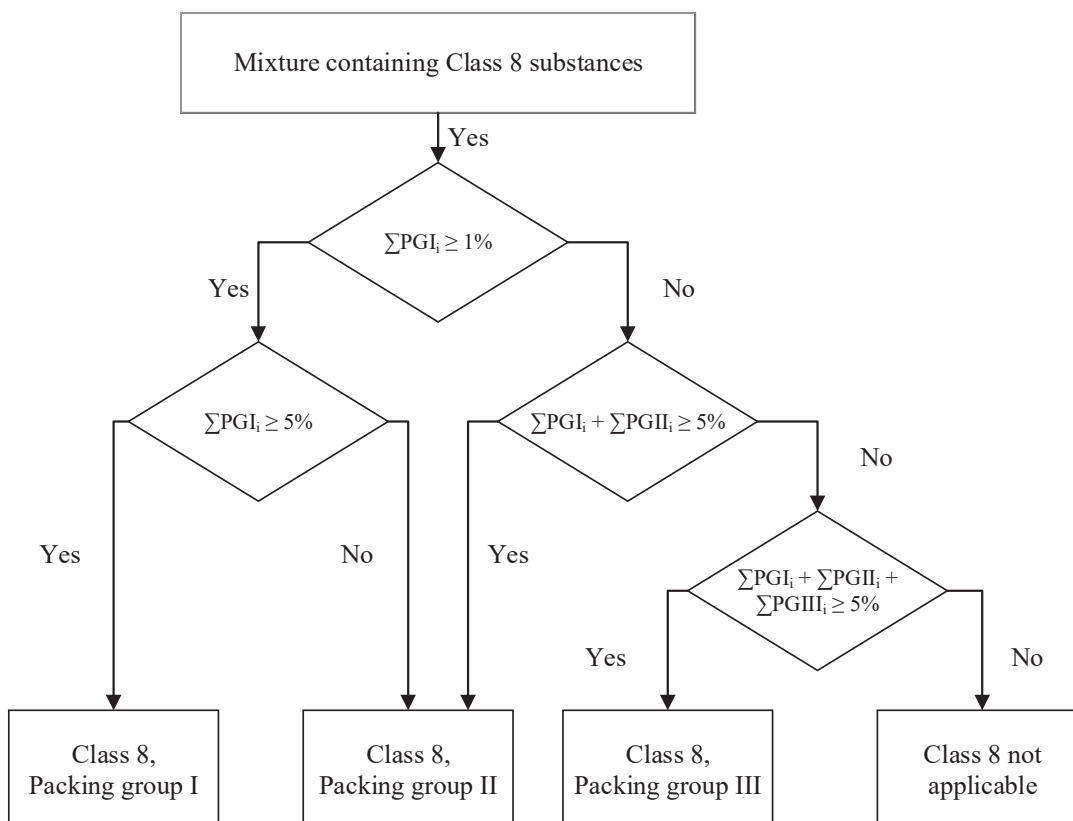 Mixture containing Class 8 substances
Yes
∑PGIᵢ ≥ 1%
Yes
No
∑PGIᵢ ≥ 5%
∑PGIᵢ + ∑PGIIᵢ ≥ 5%
No
Yes
No
Yes
∑PGIᵢ + ∑PGIIᵢ +
∑PGIIIᵢ ≥ 5%
Yes
No
Class 8,
Packing group I
Class 8,
Packing group II
Class 8,
Packing group III
Class 8 not
applicable